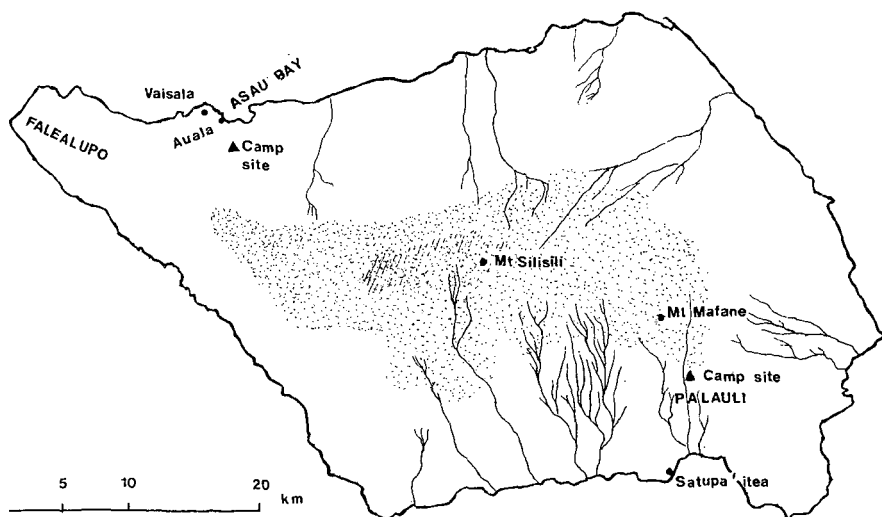 Vaisala
ASAU BAY
FALEALUPO
Auala
Camp
site
Mt Silisili
Mt Mafane
Camp site
PALAULI
Satupa'itea
5 10 20
km